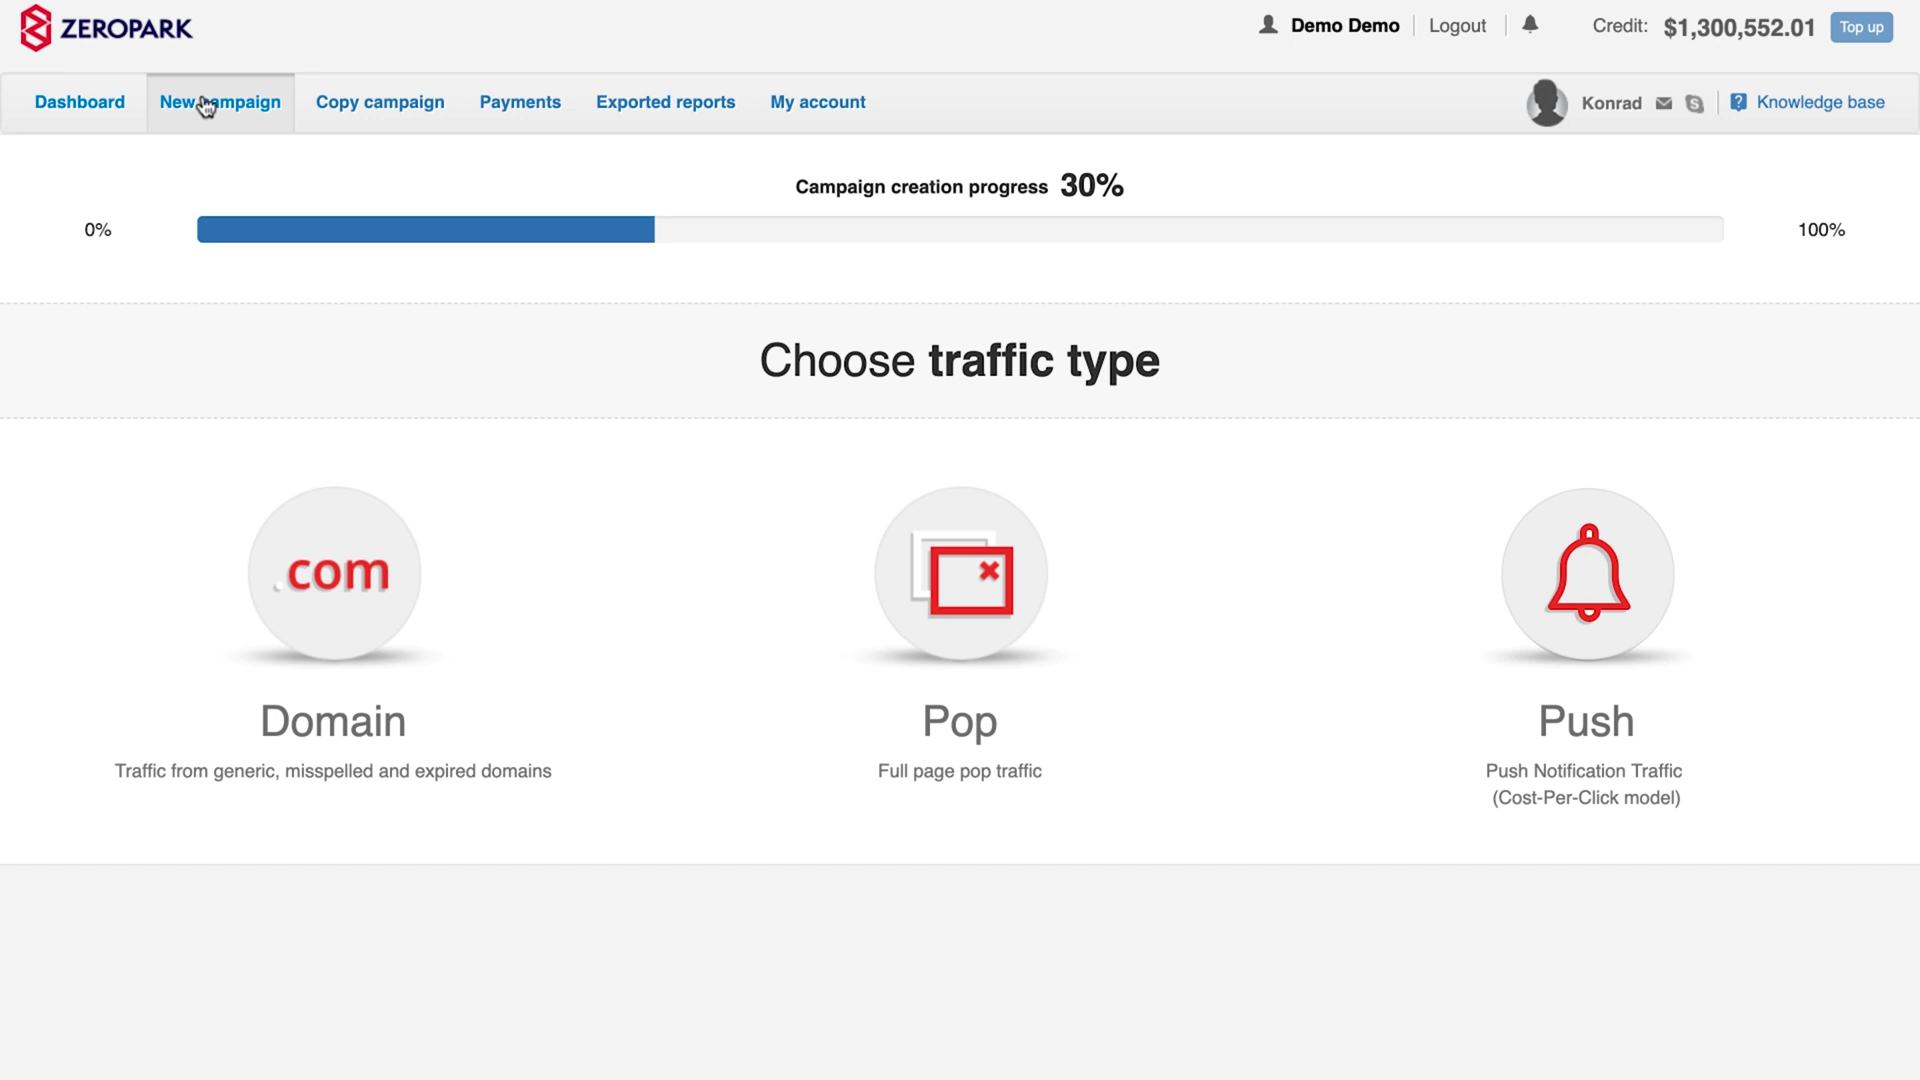 ZEROPARK
Demo Demo Logout Credit: $1,300,552.01 Top up
Dashboard New campaign Copy campaign Payments Exported reports My account Konrad Knowledge base
Campaign creation progress 30%
0% 100%
Choose traffic type
.com
Domain
Traffic from generic, misspelled and expired domains
Pop
Full page pop traffic
Push
Push Notification Traffic
(Cost-Per-Click model)